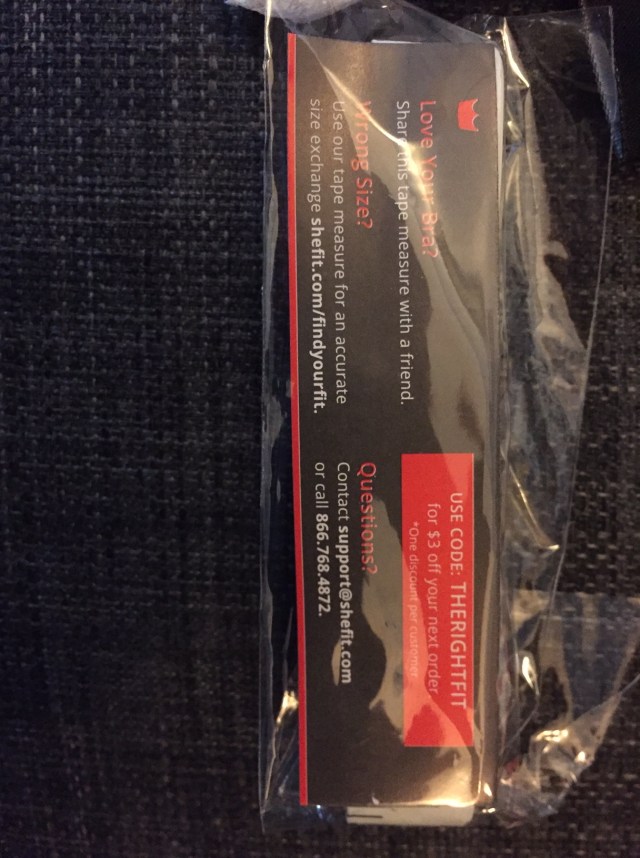 Love Your Bra?
Share this tape measure with a friend.
Wrong Size?
Use our tape measure for an accurate
size exchange shefit.com/findyourfit.
USE CODE: THERIGHTFIT
for $3 off your next order
*One discount per customer
Questions?
Contact support@shefit.com
or call 866.768.4872.